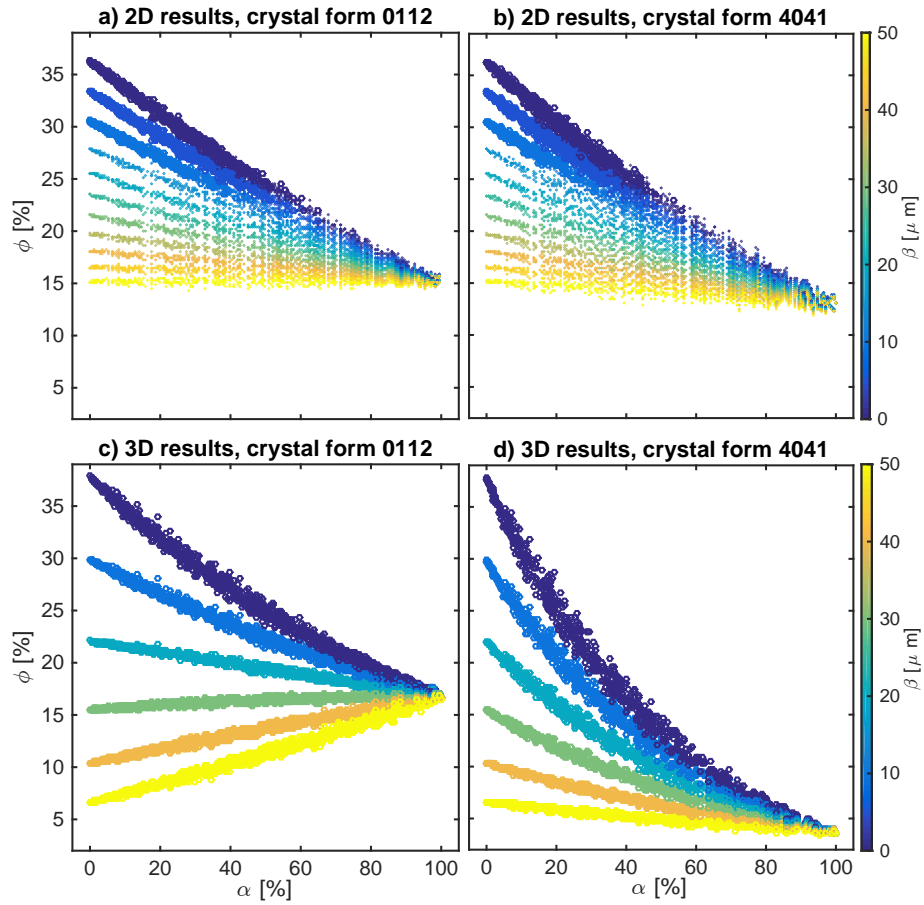 a) 2D results, crystal form 0112
b) 2D results, crystal form 4041
35
30
25
20
15
10
5
ϕ [%]
50
40
30
20
10
0
β [μ m]
c) 3D results, crystal form 0112
d) 3D results, crystal form 4041
35
30
25
20
15
10
5
ϕ [%]
0 20 40 60 80 100
α [%]
0 20 40 60 80 100
α [%]
50
40
30
20
10
0
β [μ m]